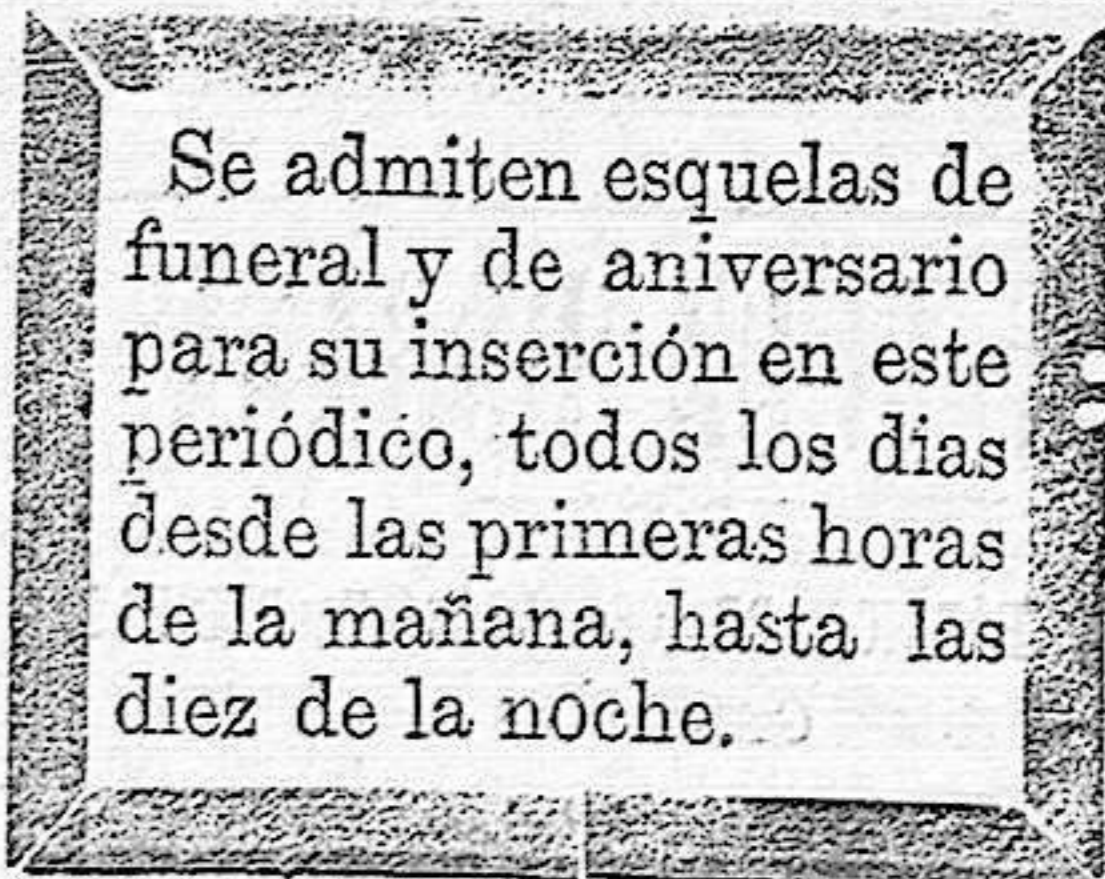 Se admiten esquelas de
funeral y de aniversario
para su inserción en este
periódico, todos los dias
desde las primeras horas
de la mañana, hasta las
diez de la noche.